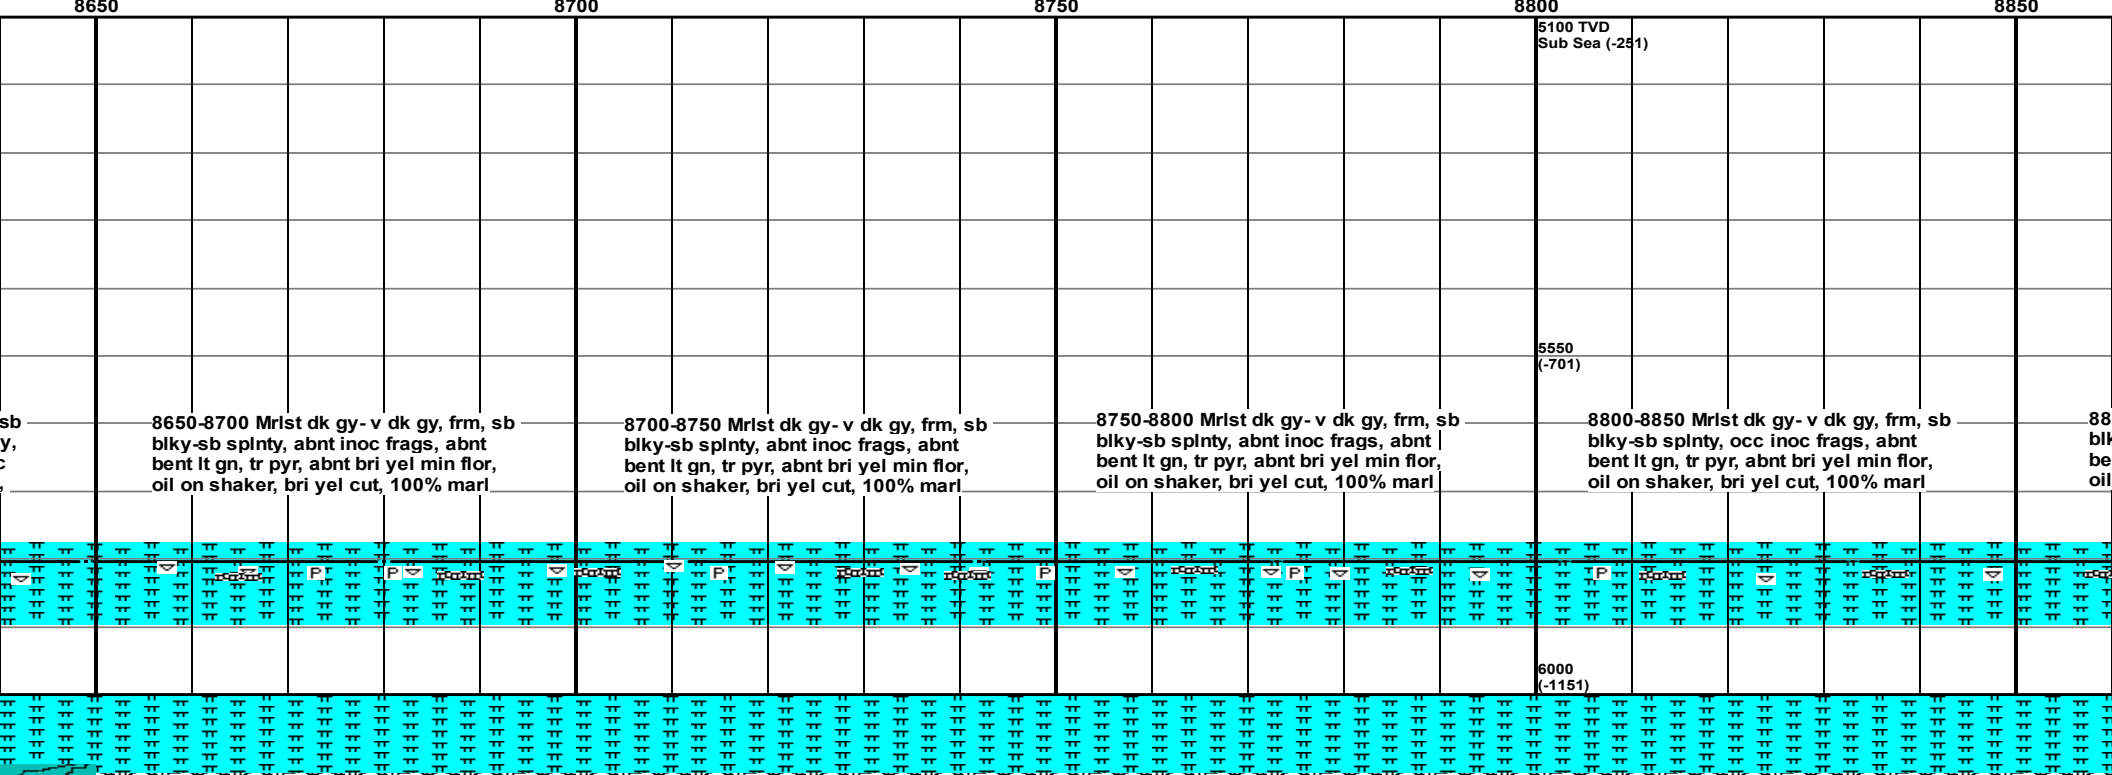 8650 8700 8750 8800 8850
5100 TVD
Sub Sea (-251)
5550
(-701)
sb
y,
8650-8700 Mrlst dk gy- v dk gy, frm, sb
blky-sb splnty, abnt inoc frags, abnt
bent lt gn, tr pyr, abnt bri yel min flor,
oil on shaker, bri yel cut, 100% marl
8700-8750 Mrlst dk gy- v dk gy, frm, sb
blky-sb splnty, abnt inoc frags, abnt
bent lt gn, tr pyr, abnt bri yel min flor,
oil on shaker, bri yel cut, 100% marl
8750-8800 Mrlst dk gy- v dk gy, frm, sb
blky-sb splnty, abnt inoc frags, abnt
bent lt gn, tr pyr, abnt bri yel min flor,
oil on shaker, bri yel cut, 100% marl
8800-8850 Mrlst dk gy- v dk gy, frm, sb
blky-sb splnty, occ inoc frags, abnt
bent lt gn, tr pyr, abnt bri yel min flor,
oil on shaker, bri yel cut, 100% marl
88
blk
be
oil
P P P P P P
6000
(-1151)